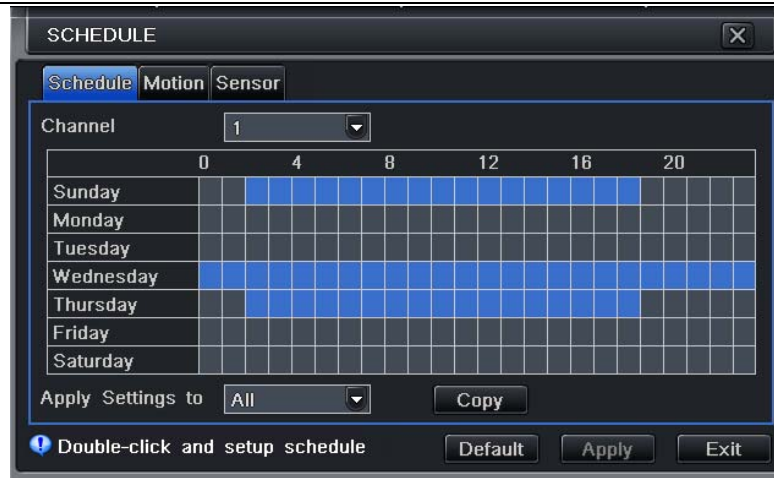 SCHEDULE
Schedule Motion Sensor
Channel 1
0 4 8 12 16 20
Sunday
Monday
Tuesday
Wednesday
Thursday
Friday
Saturday
Apply Settings to All Copy
Double-click and setup schedule Default Apply Exit